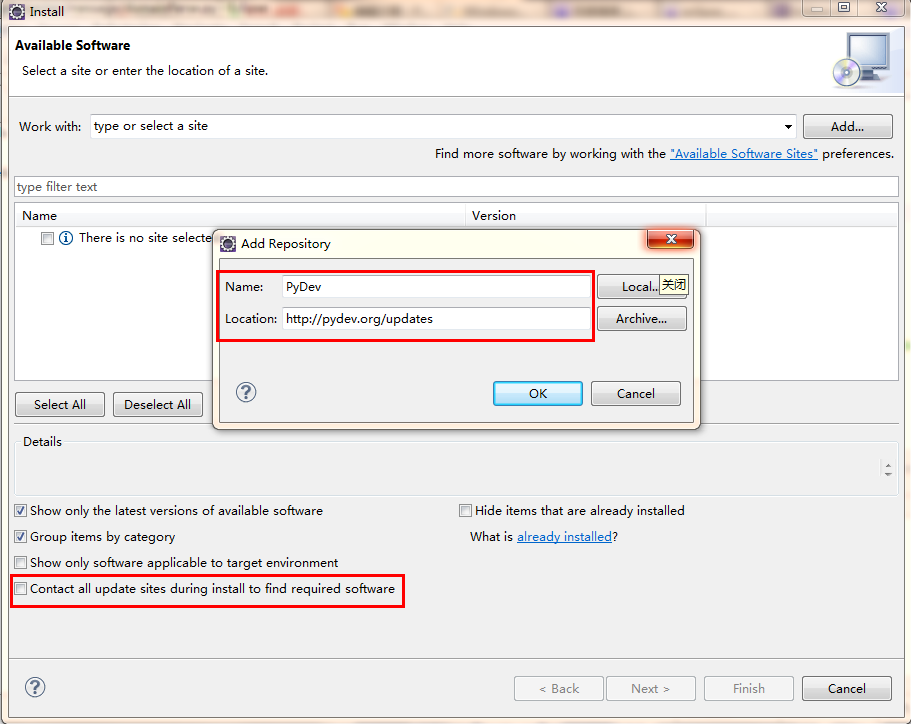 Install
Available Software
Select a site or enter the location of a site.
Work with: type or select a site Add...
Find more software by working with the "Available Software Sites" preferences.
type filter text
Name Version
There is no site selecte
Add Repository
Name: PyDev Local..
关闭
Location: http://pydev.org/updates Archive...
OK Cancel
Select All Deselect All
Details
Show only the latest versions of available software Hide items that are already installed
Group items by category What is already installed?
Show only software applicable to target environment
Contact all update sites during install to find required software
< Back Next > Finish Cancel